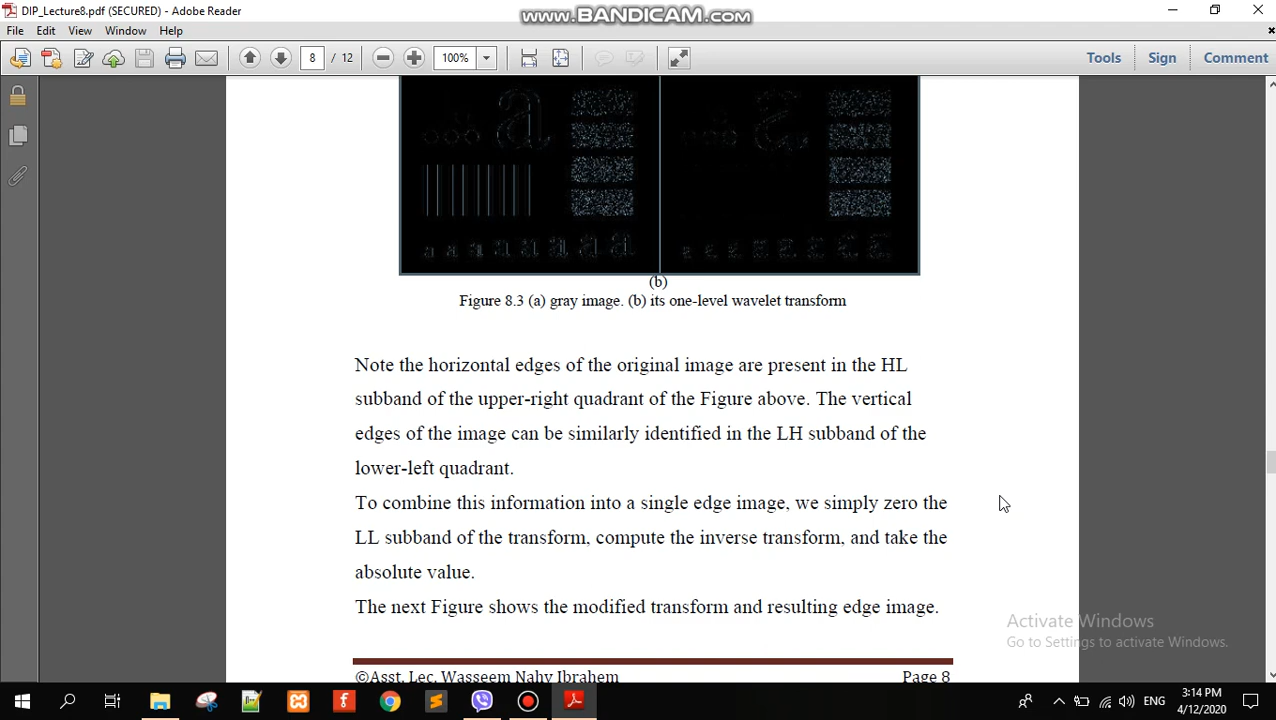 DIP_Lecture8.pdf (SECURED) - Adobe Reader
www.BANDICAM.com
File Edit View Window Help
8 / 12 100% Tools Sign Comment
a a
a a a a a a a a
(b)
Figure 8.3 (a) gray image. (b) its one-level wavelet transform
Note the horizontal edges of the original image are present in the HL
subband of the upper-right quadrant of the Figure above. The vertical
edges of the image can be similarly identified in the LH subband of the
lower-left quadrant.
To combine this information into a single edge image, we simply zero the
LL subband of the transform, compute the inverse transform, and take the
absolute value.
The next Figure shows the modified transform and resulting edge image.
Activate Windows
Go to Settings to activate Windows.
©Asst. Lec. Wasseem Nahy Ibrahem Page 8
ENG
3:14 PM
4/12/2020